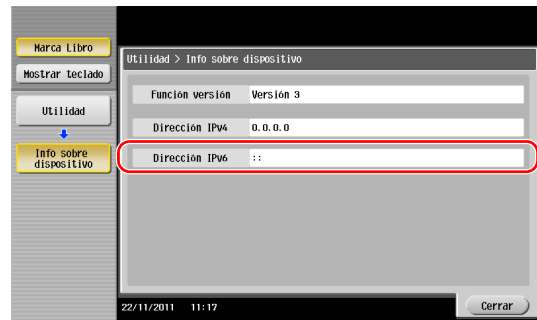 Marca Libro
Mostrar teclado
Utilidad
Info sobre
dispositivo
Utilidad > Info sobre dispositivo
Función versión Versión 3
Dirección IPv4 0.0.0.0
Dirección IPv6 ::
22/11/2011 11:17
Cerrar